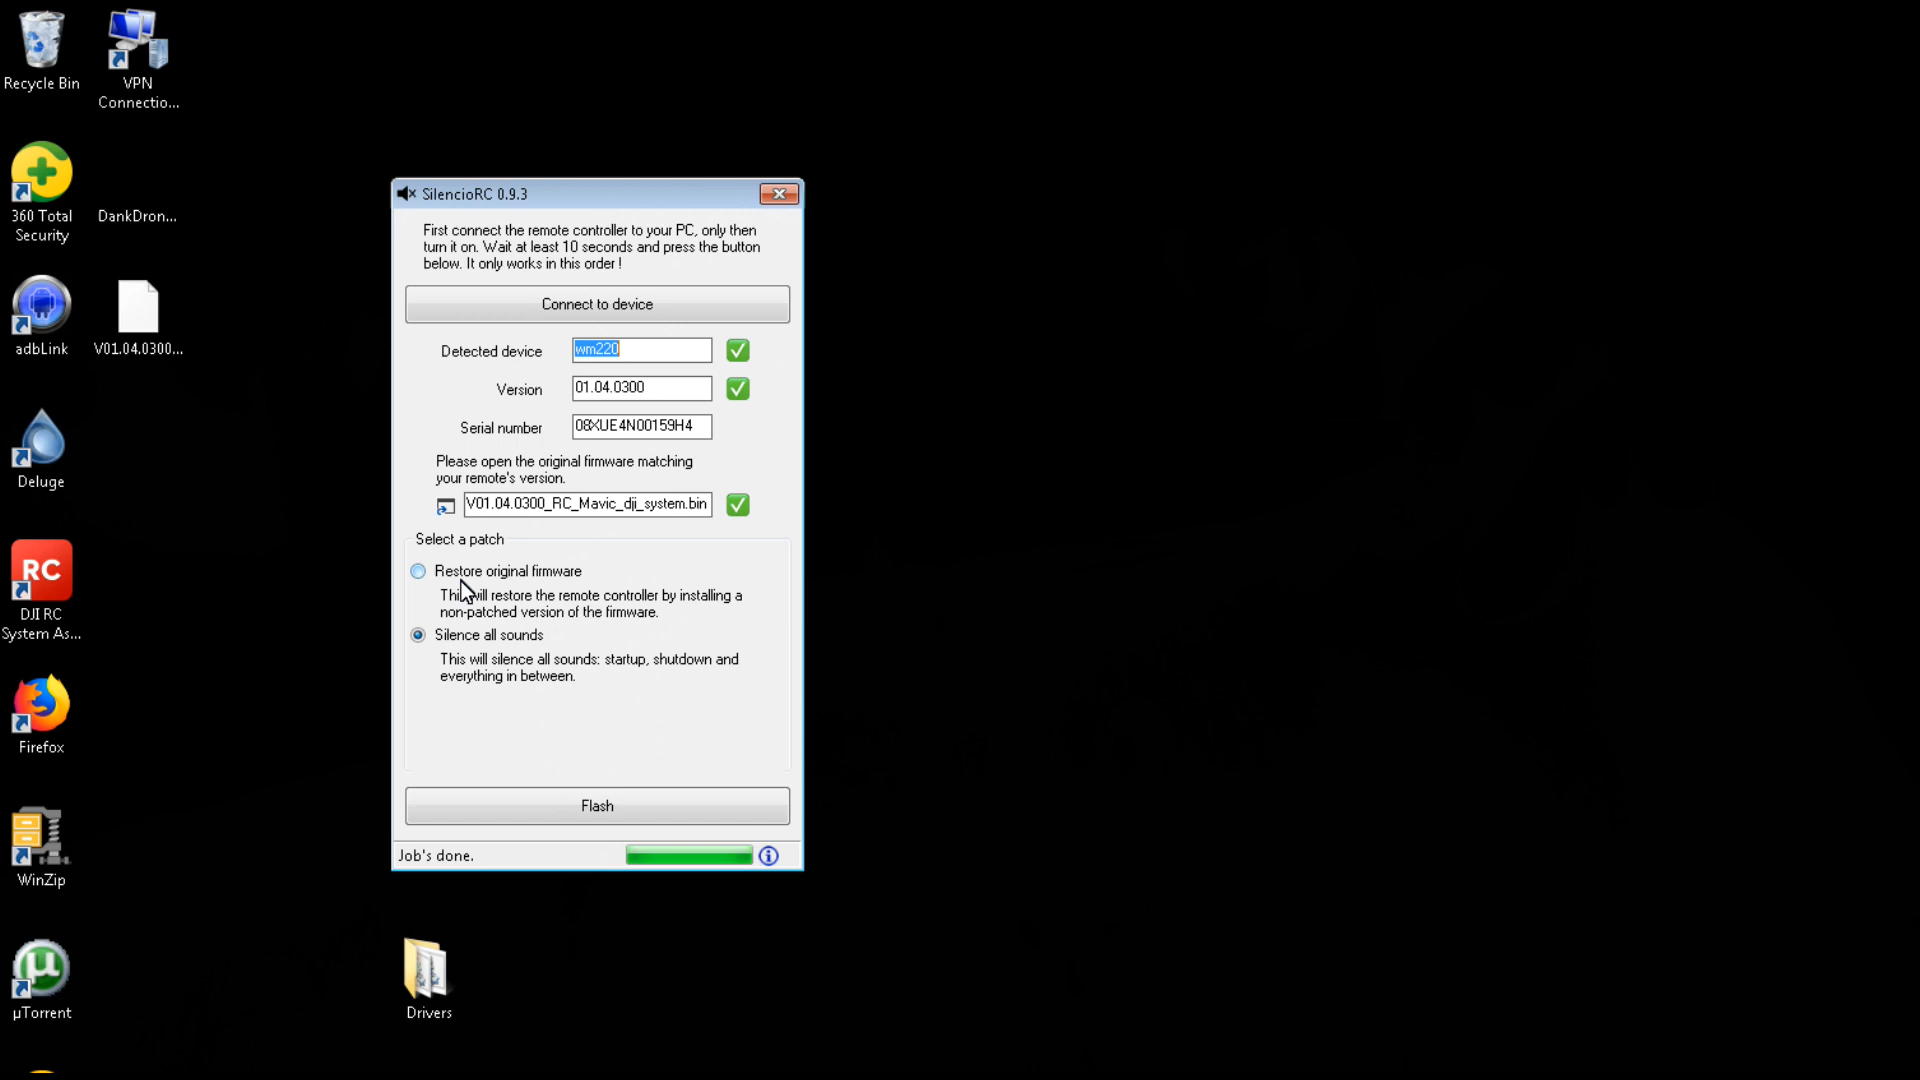 Recycle Bin
VPN
Connectio...
360 Total
Security
DankDron...
adbLink
V01.04.0300...
Deluge
RC
DJI RC
System As...
Firefox
WinZip
µTorrent
SilencioRC 0.9.3
First connect the remote controller to your PC, only then
turn it on. Wait at least 10 seconds and press the button
below. It only works in this order !
Connect to device
Detected device
wm220
Version
01.04.0300
Serial number
08XUE4N00159H4
Please open the original firmware matching
your remote's version.
V01.04.0300_RC_Mavic_dji_system.bin
Select a patch
Restore original firmware
This will restore the remote controller by installing a
non-patched version of the firmware.
Silence all sounds
This will silence all sounds: startup, shutdown and
everything in between.
Flash
Job's done.
Drivers